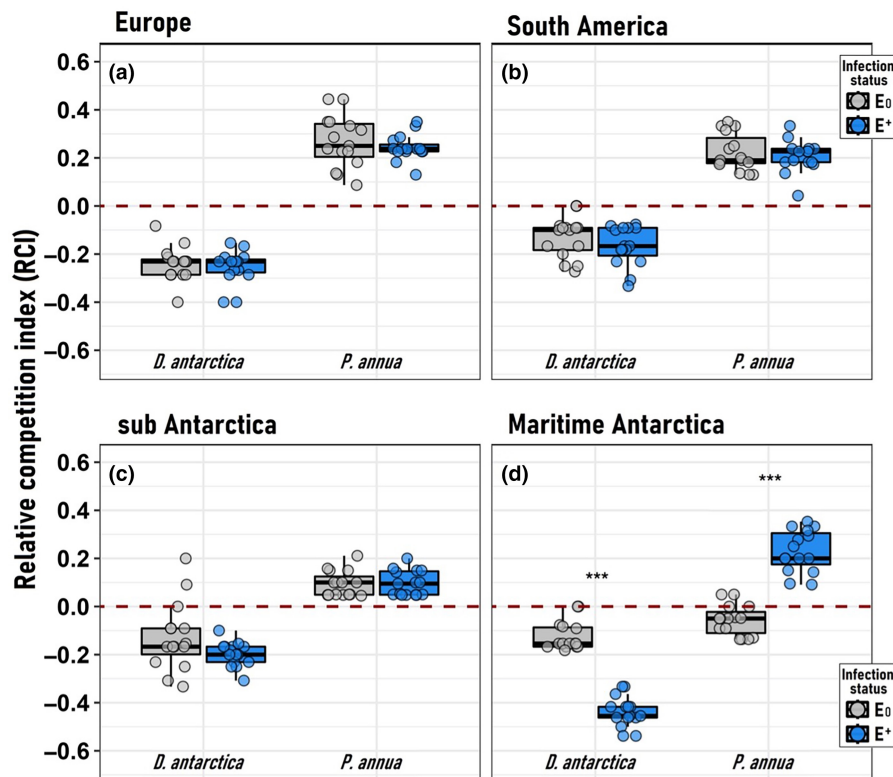 Europe
South America
(a)
(b)
Infection
status
E₀
E⁺
0.6
0.4
0.2
0.0
−0.2
−0.4
−0.6
D. antarctica
P. annua
D. antarctica
P. annua
Relative competition index (RCI)
sub Antarctica
Maritime Antarctica
(c)
(d)
0.6
0.4
0.2
0.0
−0.2
−0.4
−0.6
***
***
Infection
status
E₀
E⁺
D. antarctica
P. annua
D. antarctica
P. annua